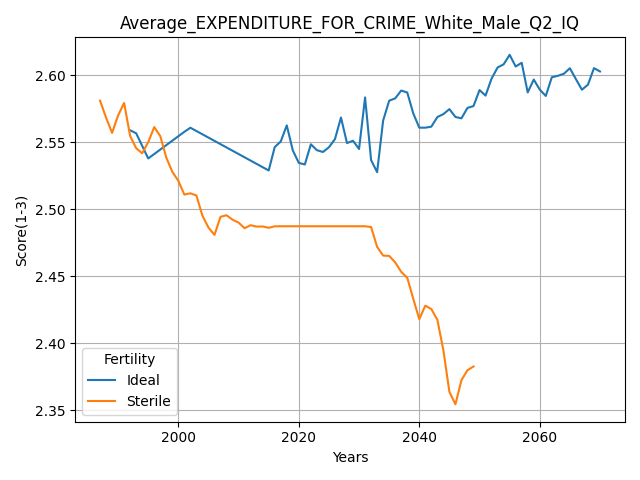 Average_EXPENDITURE_FOR_CRIME_White_Male_Q2_IQ
Score(1-3)
2.60
2.55
2.50
2.45
2.40
2.35
Fertility
Ideal
Sterile
2000
2020
2040
2060
Years